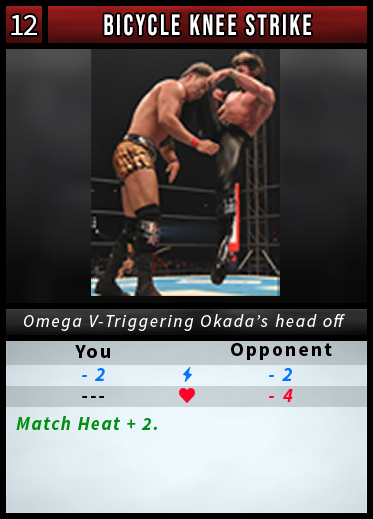 12 BICYCLE KNEE STRIKE
Omega V-Triggering Okada's head off
You Opponent
- 2 - 2
--- - 4
Match Heat + 2.